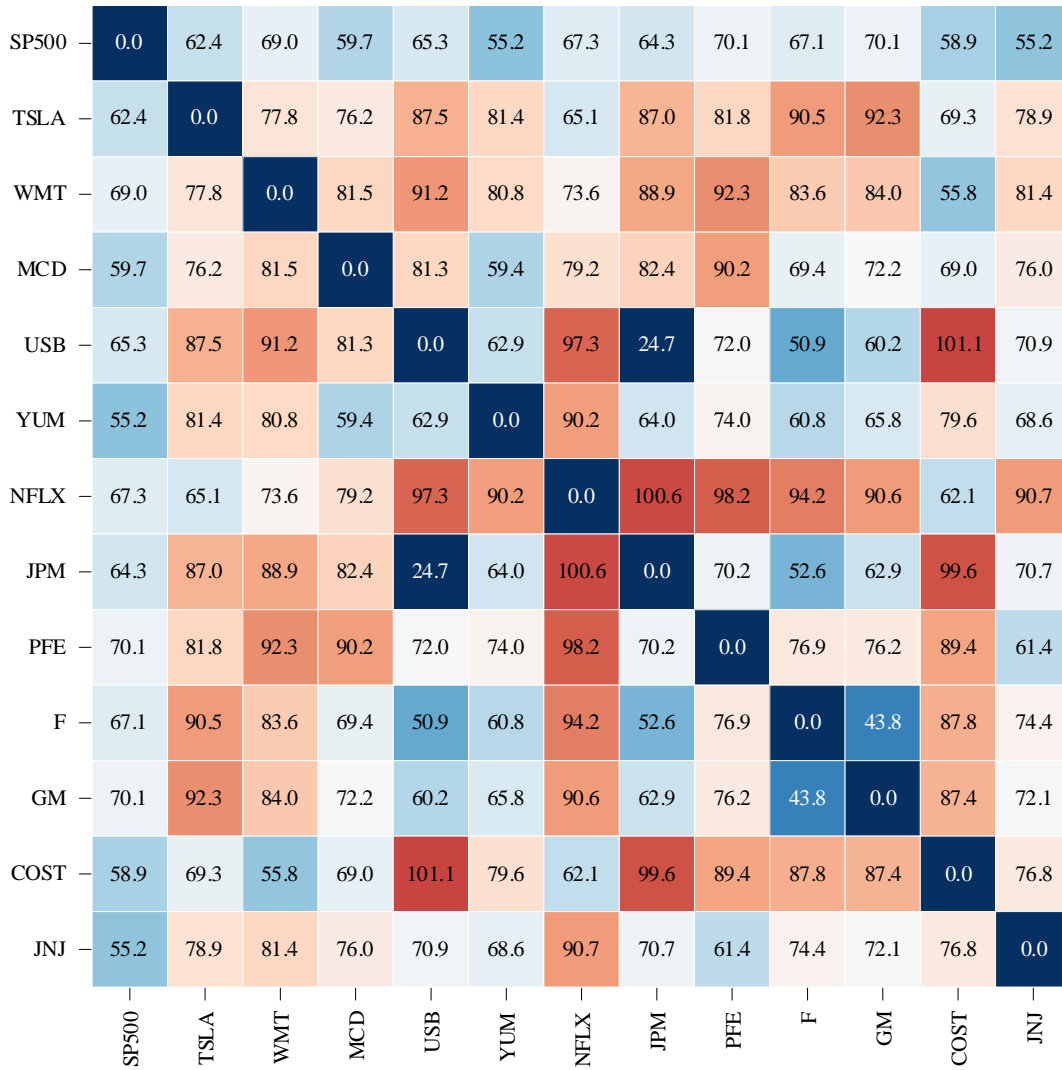 SP500 0.0 62.4 69.0 59.7 65.3 55.2 67.3 64.3 70.1 67.1 70.1 58.9 55.2
TSLA 62.4 0.0 77.8 76.2 87.5 81.4 65.1 87.0 81.8 90.5 92.3 69.3 78.9
WMT 69.0 77.8 0.0 81.5 91.2 80.8 73.6 88.9 92.3 83.6 84.0 55.8 81.4
MCD 59.7 76.2 81.5 0.0 81.3 59.4 79.2 82.4 90.2 69.4 72.2 69.0 76.0
USB 65.3 87.5 91.2 81.3 0.0 62.9 97.3 24.7 72.0 50.9 60.2 101.1 70.9
YUM 55.2 81.4 80.8 59.4 62.9 0.0 90.2 64.0 74.0 60.8 65.8 79.6 68.6
NFLX 67.3 65.1 73.6 79.2 97.3 90.2 0.0 100.6 98.2 94.2 90.6 62.1 90.7
JPM 64.3 87.0 88.9 82.4 24.7 64.0 100.6 0.0 70.2 52.6 62.9 99.6 70.7
PFE 70.1 81.8 92.3 90.2 72.0 74.0 98.2 70.2 0.0 76.9 76.2 89.4 61.4
F 67.1 90.5 83.6 69.4 50.9 60.8 94.2 52.6 76.9 0.0 43.8 87.8 74.4
GM 70.1 92.3 84.0 72.2 60.2 65.8 90.6 62.9 76.2 43.8 0.0 87.4 72.1
COST 58.9 69.3 55.8 69.0 101.1 79.6 62.1 99.6 89.4 87.8 87.4 0.0 76.8
JNJ 55.2 78.9 81.4 76.0 70.9 68.6 90.7 70.7 61.4 74.4 72.1 76.8 0.0
SP500 TSLA WMT MCD USB YUM NFLX JPM PFE F GM COST JNJ